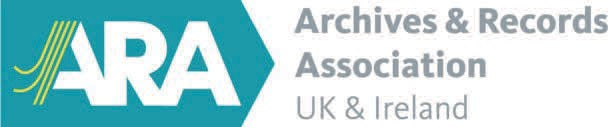 ARA
Archives & Records
Association
UK & Ireland